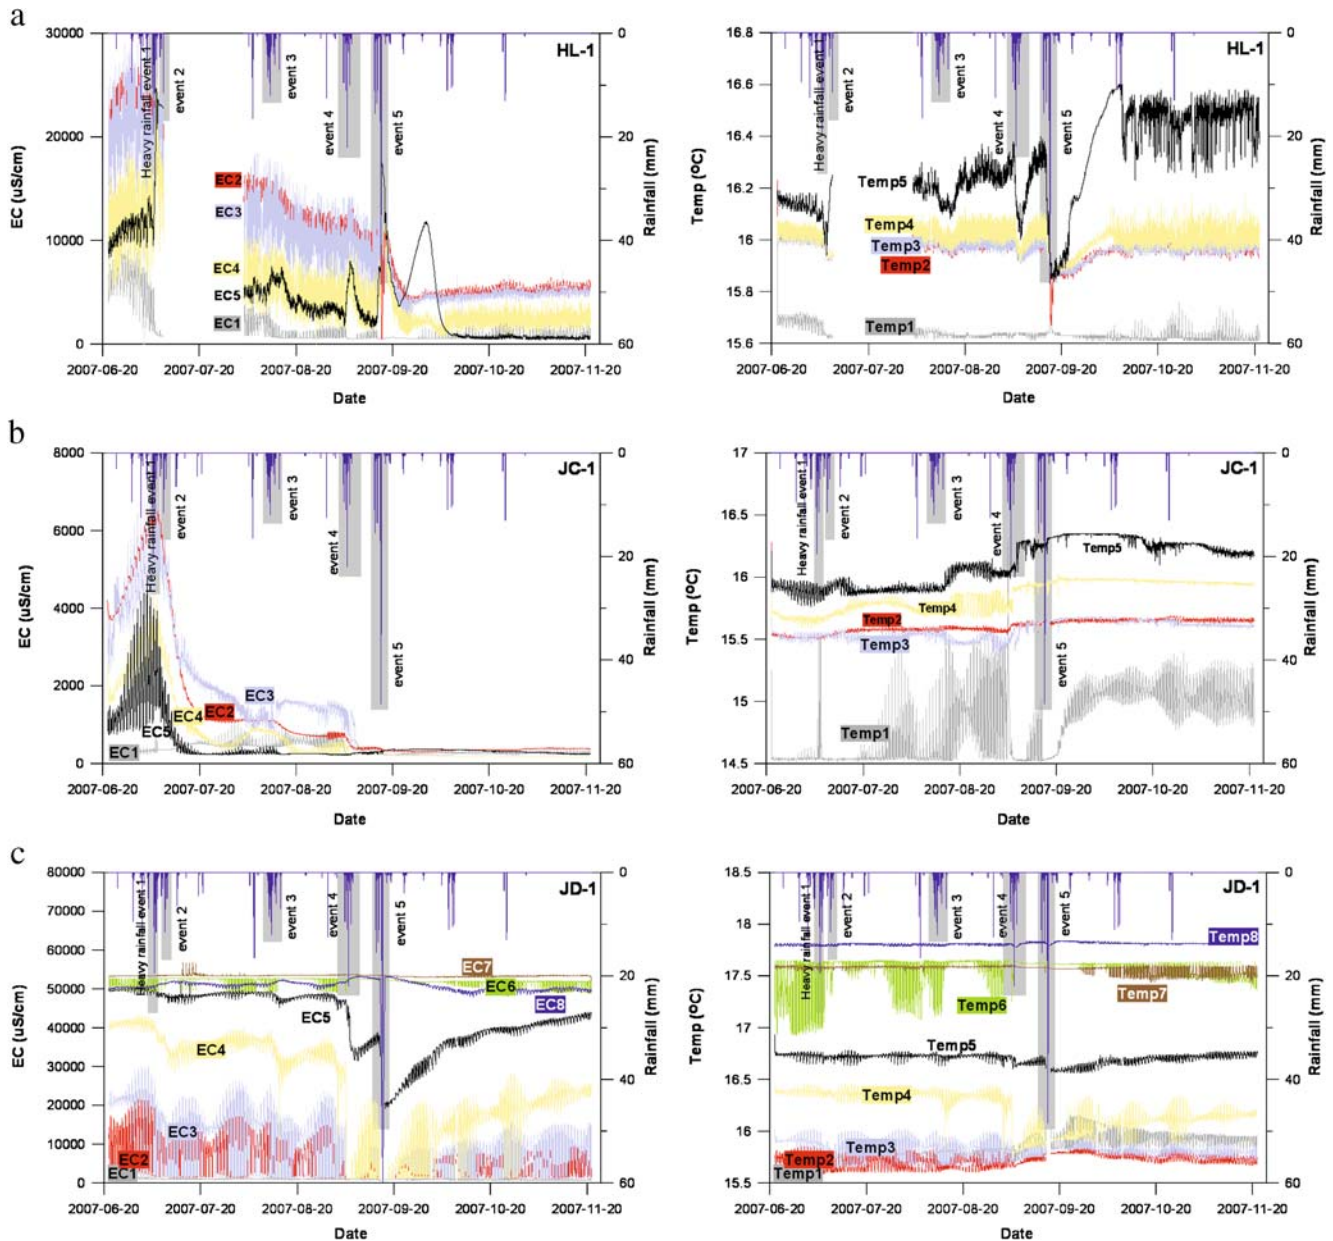 a
30000
20000
10000
0
EC (uS/cm)
HL-1
Heavy rainfall event 1
event 2
event 3
event 4
event 5
EC2
EC3
EC4
EC5
EC1
0
20
40
60
Rainfall (mm)
2007-06-20 2007-07-20 2007-08-20 2007-09-20 2007-10-20 2007-11-20
Date
16.8
16.6
16.4
16.2
16
15.8
15.6
Temp (°C)
HL-1
Heavy rainfall event 1
event 2
event 3
event 4
event 5
Temp5
Temp4
Temp3
Temp2
Temp1
0
20
40
60
Rainfall (mm)
2007-06-20 2007-07-20 2007-08-20 2007-09-20 2007-10-20 2007-11-20
Date
b
8000
6000
4000
2000
0
EC (uS/cm)
JC-1
Heavy rainfall event 1
event 2
event 3
event 4
event 5
EC3
EC4 EC2
EC5
EC1
0
20
40
60
Rainfall (mm)
2007-06-20 2007-07-20 2007-08-20 2007-09-20 2007-10-20 2007-11-20
Date
17
16.5
16
15.5
15
14.5
Temp (°C)
JC-1
Heavy rainfall event 1
event 2
event 3
event 4
event 5
Temp5
Temp4
Temp2
Temp3
Temp1
0
20
40
60
Rainfall (mm)
2007-06-20 2007-07-20 2007-08-20 2007-09-20 2007-10-20 2007-11-20
Date
c
80000
70000
60000
50000
40000
30000
20000
10000
0
EC (uS/cm)
JD-1
Heavy rainfall event 1
event 2
event 3
event 4
event 5
EC7
EC6
EC8
EC5
EC4
EC3
EC2
EC1
0
20
40
60
Rainfall (mm)
2007-06-20 2007-07-20 2007-08-20 2007-09-20 2007-10-20 2007-11-20
Date
18.5
18
17.5
17
16.5
16
15.5
Temp (°C)
JD-1
Heavy rainfall event 1
event 2
event 3
event 4
event 5
Temp8
Temp7
Temp6
Temp5
Temp4
Temp3
Temp2
Temp1
0
20
40
60
Rainfall (mm)
2007-06-20 2007-07-20 2007-08-20 2007-09-20 2007-10-20 2007-11-20
Date